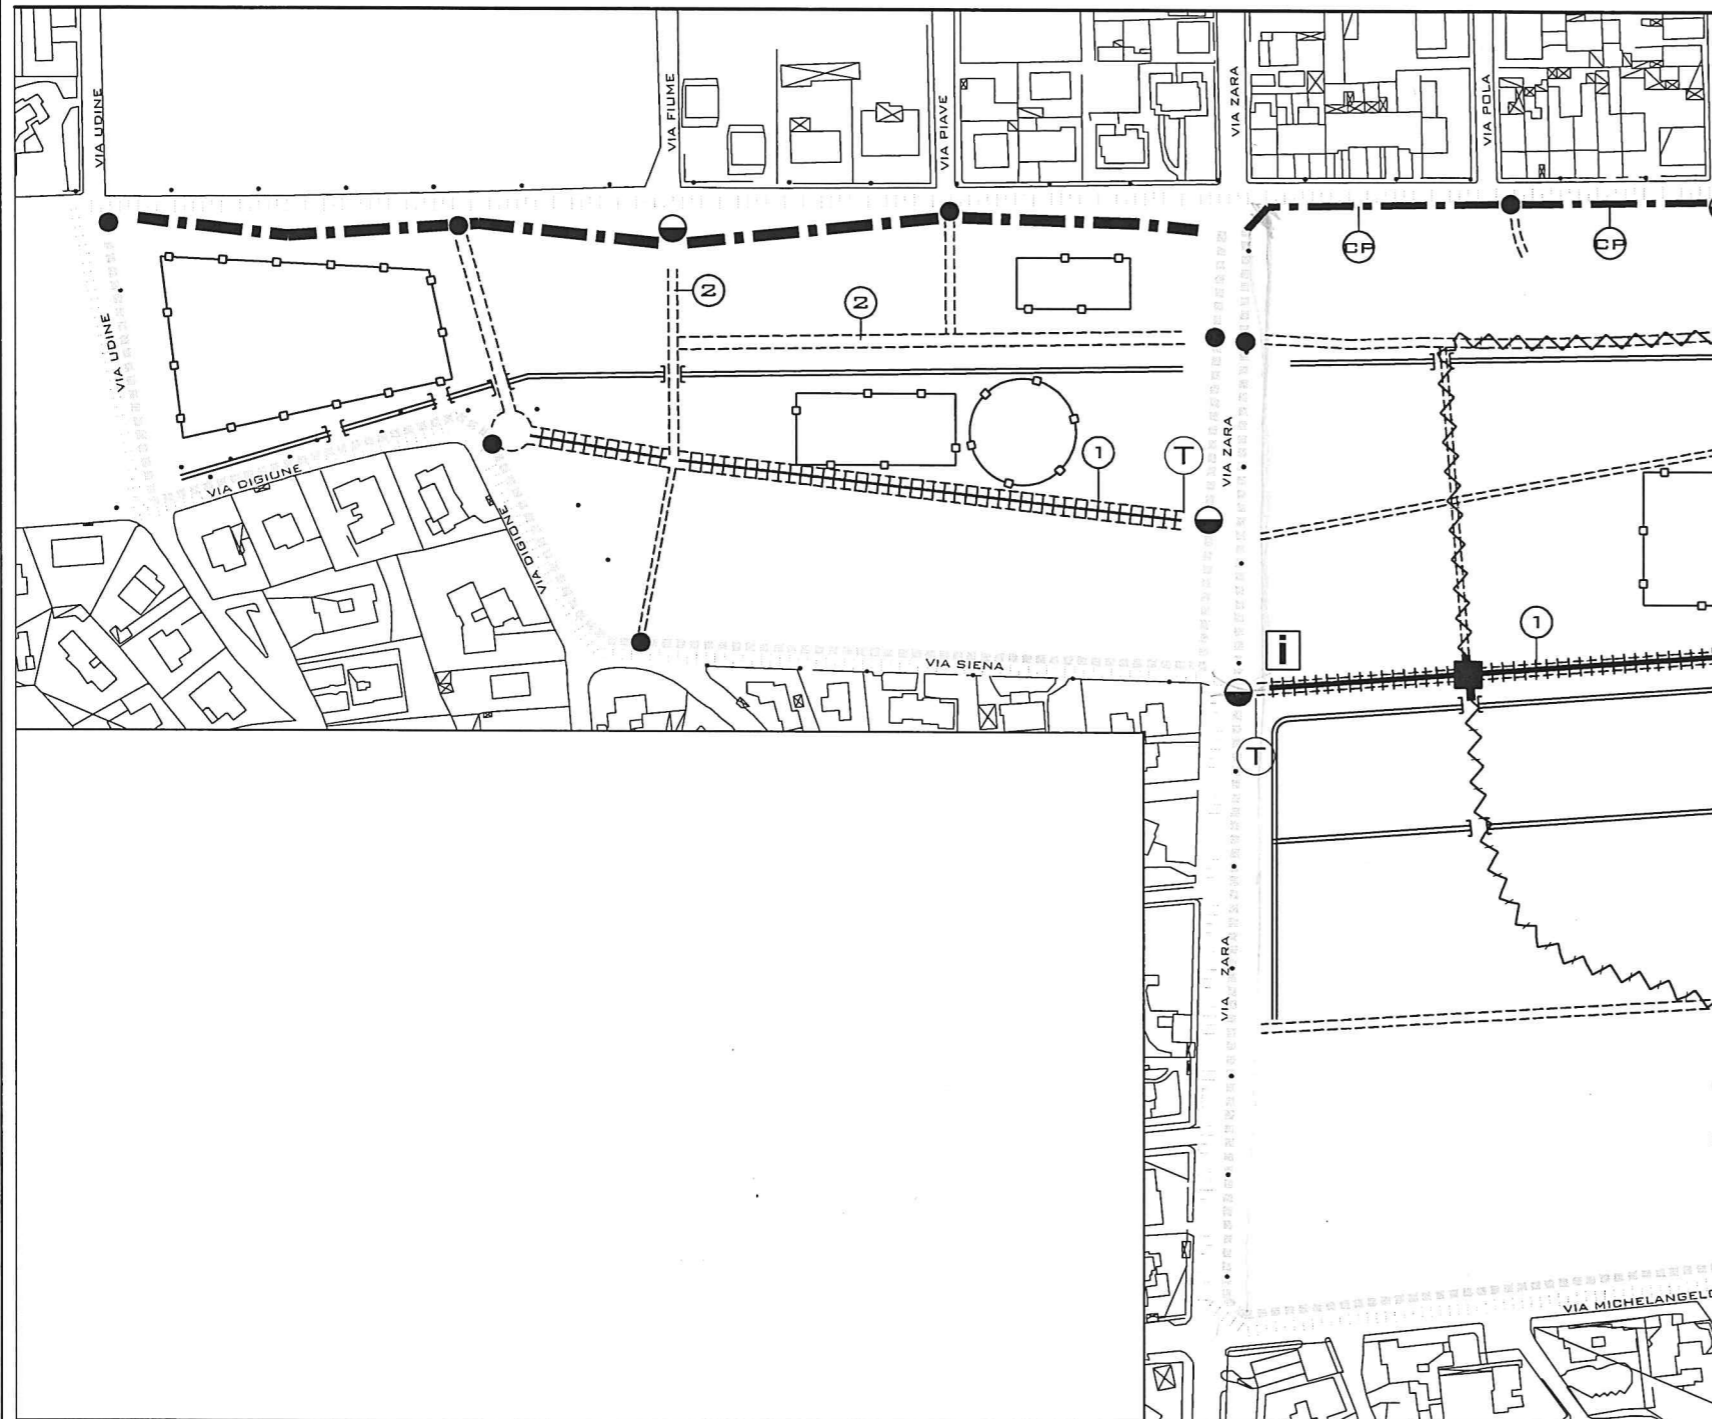 VIA UDINE
VIA FIUME
VIA PIAVE
VIA ZARA
VIA POLA
CP
CP
2
2
VIA UDINE
1
T
VIA ZARA
VIA DIGIUNE
VIA DIGIONE
1
i
VIA SIENA
T
VIA ZARA
VIA MICHELANGELO